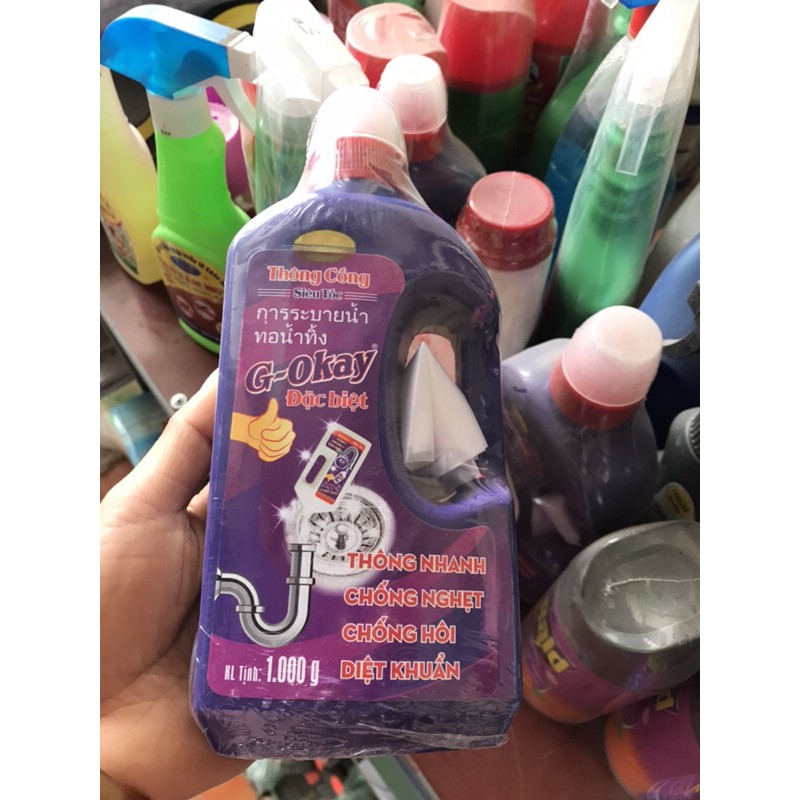 Thông Cống
Siêu Tốc
การระบายน้ำ
ทอน้ำทิ้ง
G-Okay®
Đặc biệt
THÔNG NHANH
CHỐNG NGHẸT
CHỐNG HÔI
DIỆT KHUẨN
KL Tịnh: 1.000 g